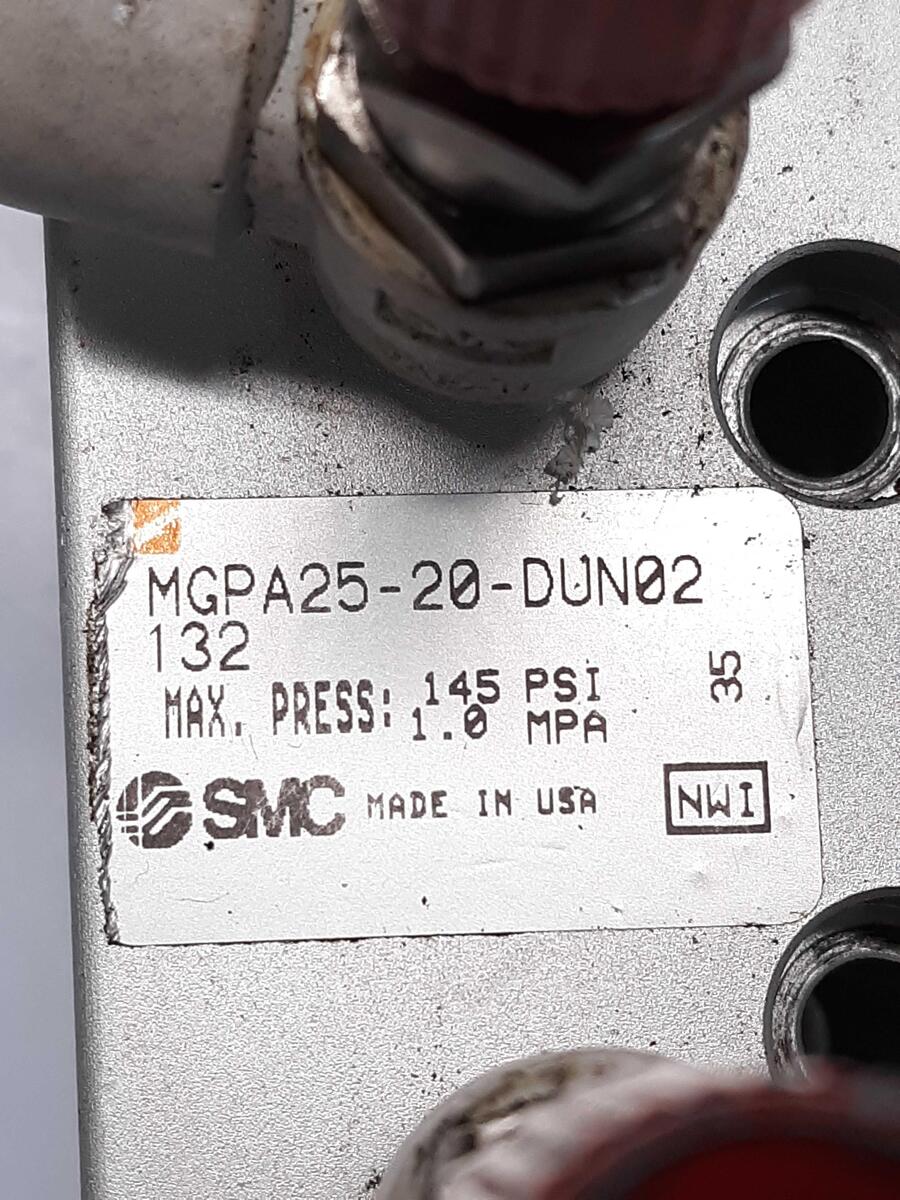 MGPA25-20-DUN02
132
MAX. PRESS: 145 PSI
1.0 MPA
35
SMC MADE IN USA NWI